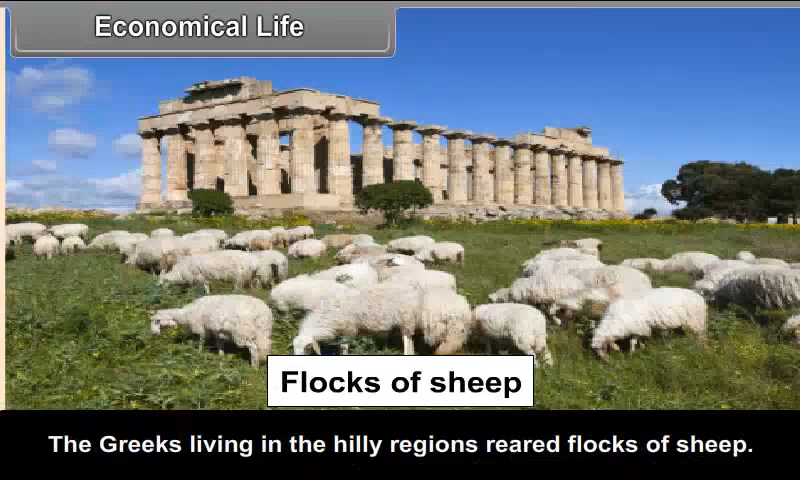 Economical Life
Flocks of sheep
The Greeks living in the hilly regions reared flocks of sheep.